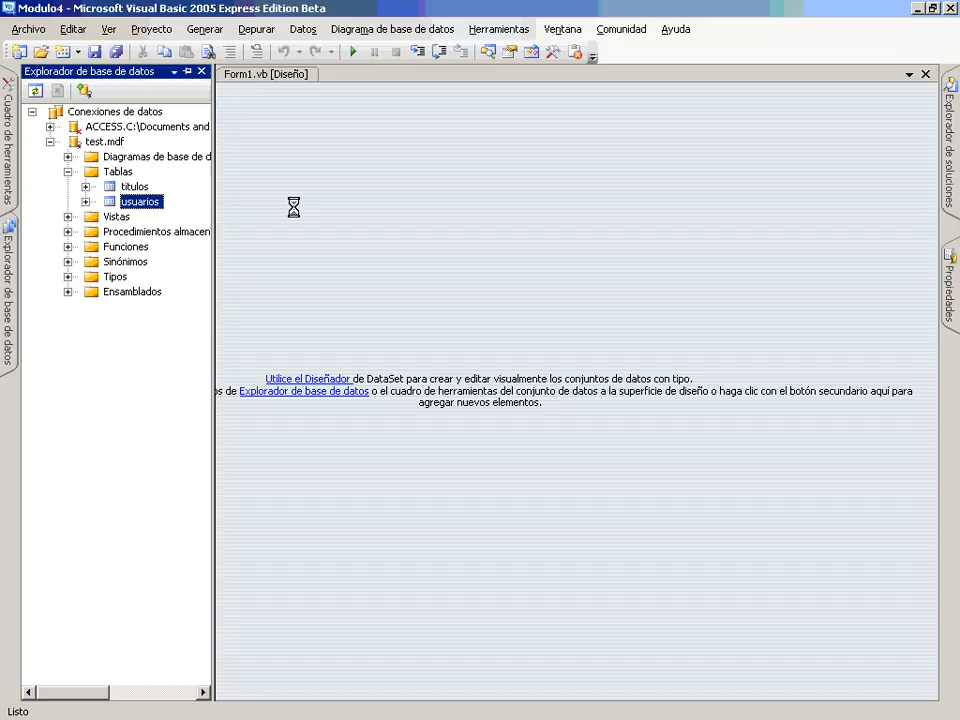 Modulo4 - Microsoft Visual Basic 2005 Express Edition Beta
Archivo Editar Ver Proyecto Generar Depurar Datos Diagrama de base de datos Herramientas Ventana Comunidad Ayuda
Explorador de base de datos
Form1.vb [Diseño]
Cuadro de herramientas
Explorador de base de datos
Conexiones de datos
ACCESS.C:\Documents and
test.mdf
Diagramas de base de d
Tablas
titulos
usuarios
Vistas
Procedimientos almacen
Funciones
Sinónimos
Tipos
Ensamblados
Utilice el Diseñador de DataSet para crear y editar visualmente los conjuntos de datos con tipo.
os de Explorador de base de datos o el cuadro de herramientas del conjunto de datos a la superficie de diseño o haga clic con el botón secundario aquí para
agregar nuevos elementos.
Explorador de soluciones
Propiedades
Listo